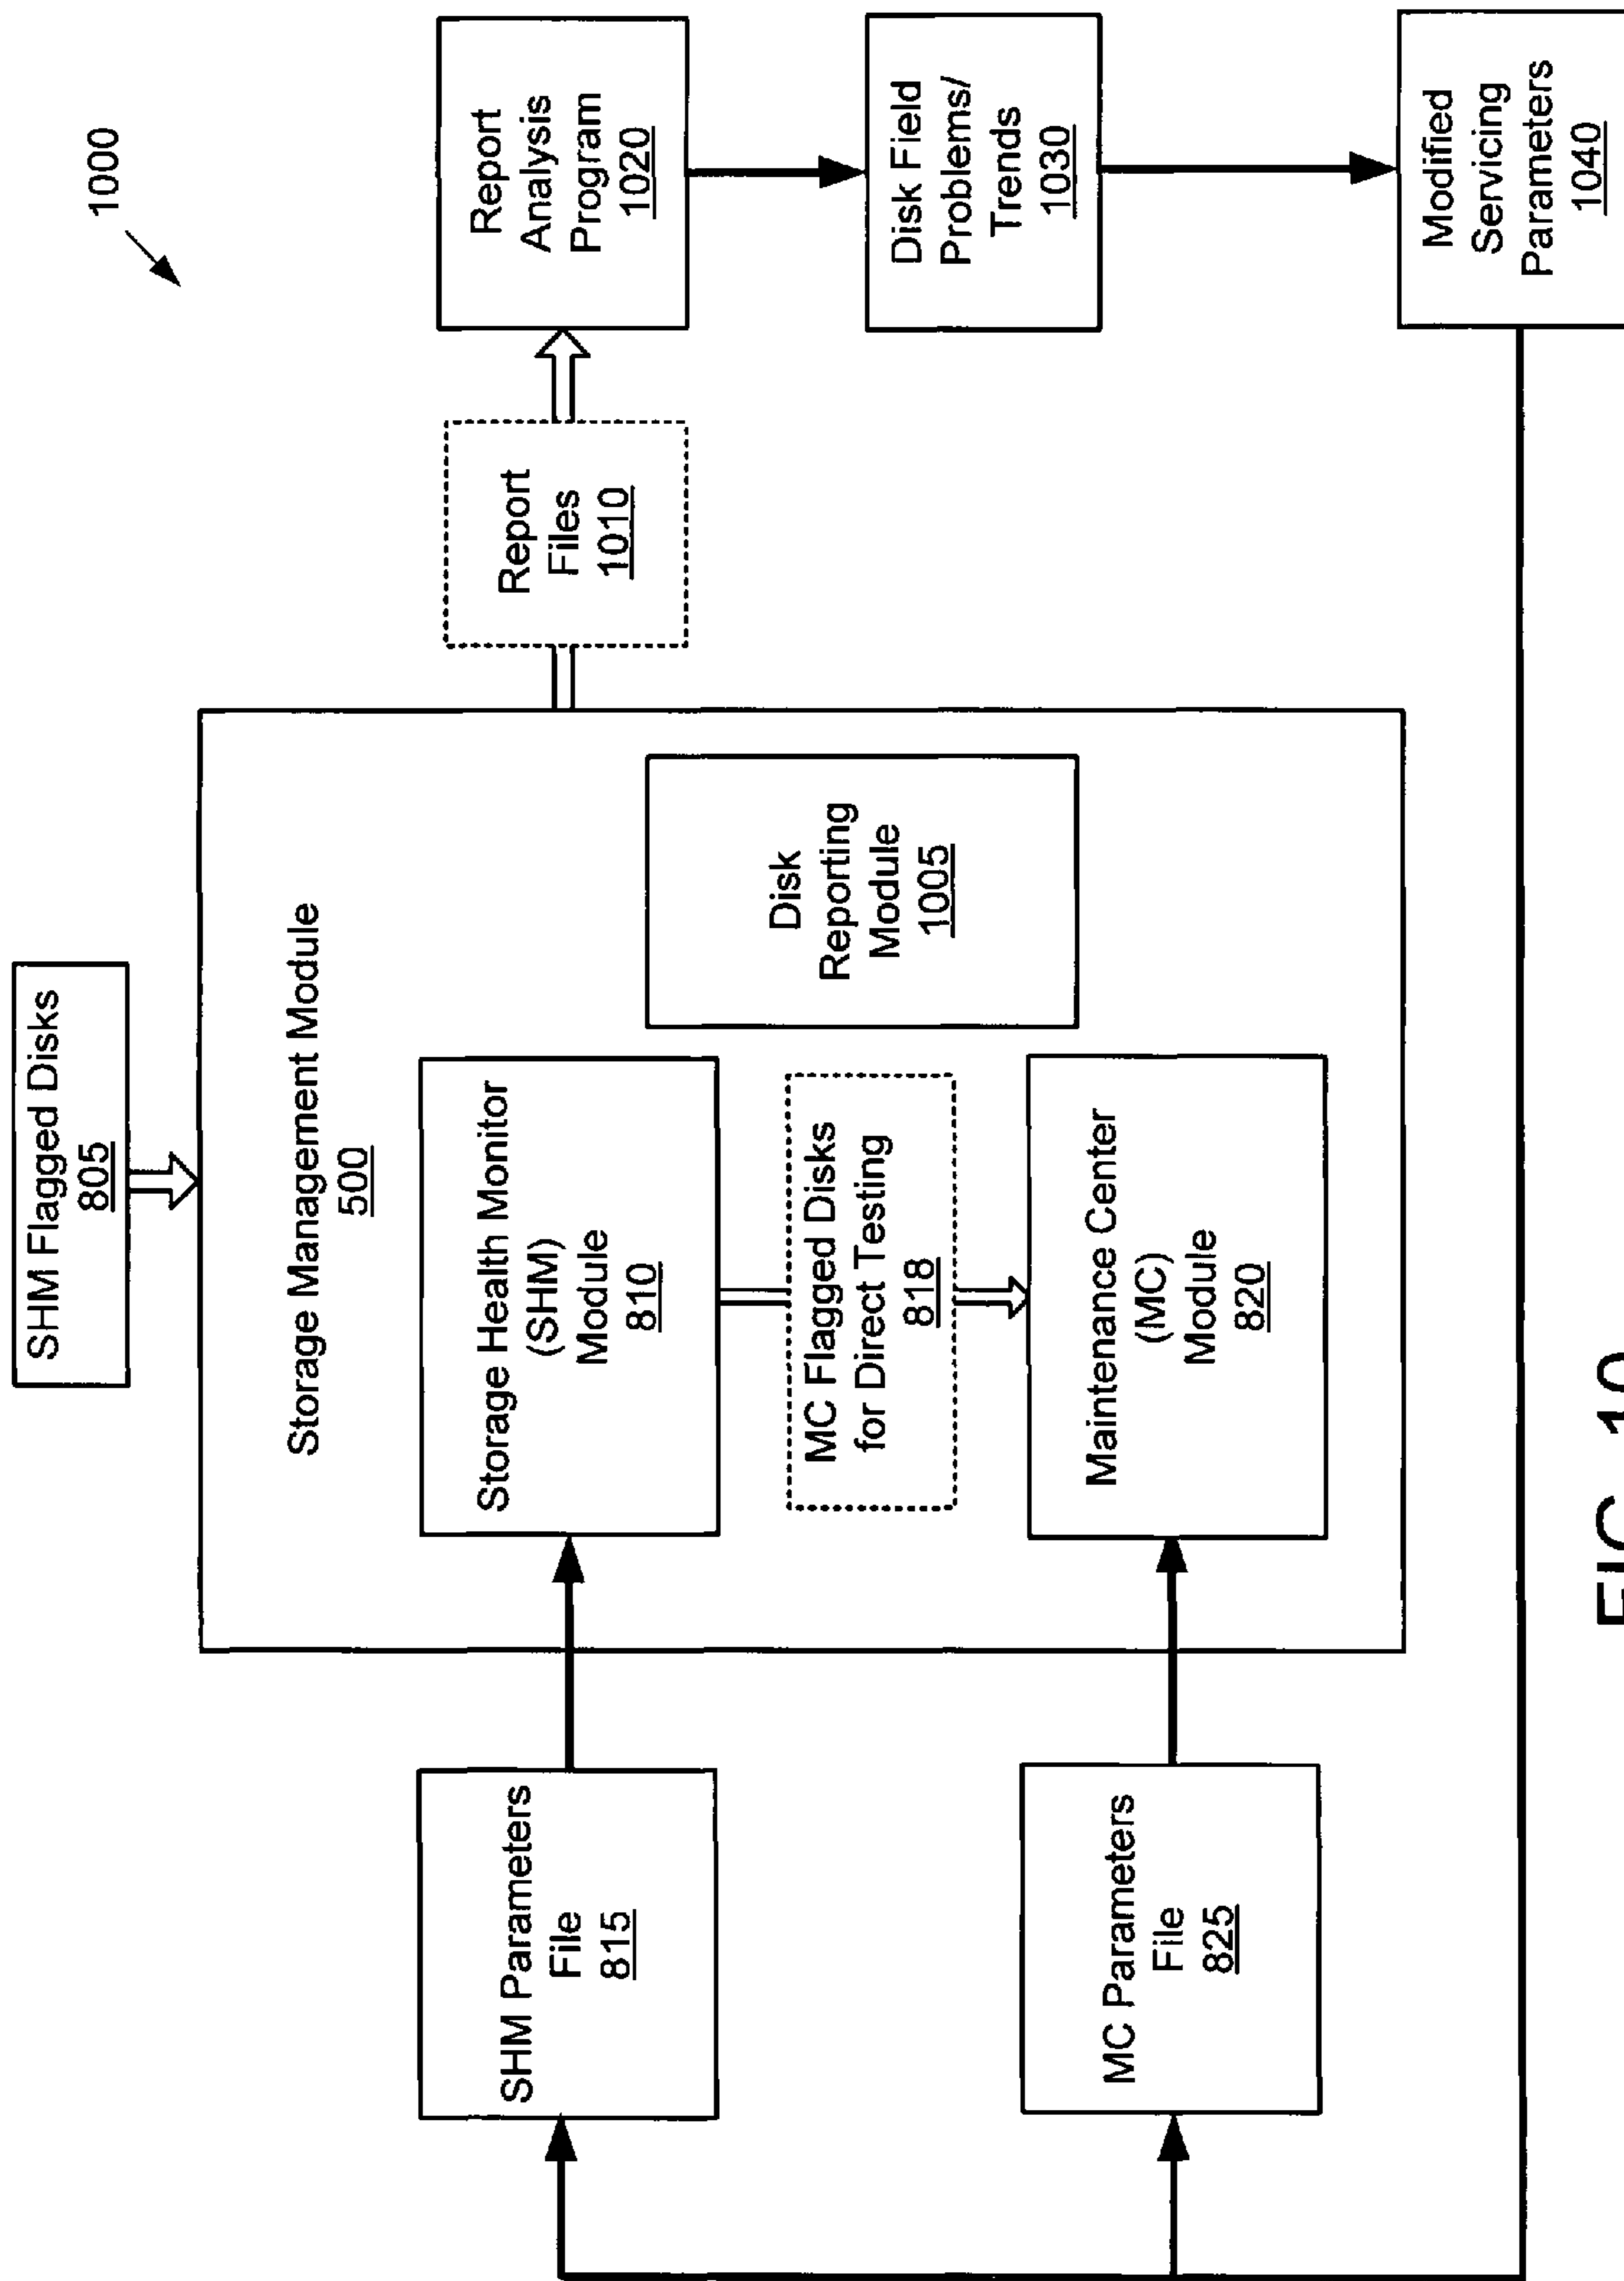 1000
SHM Flagged Disks
805
Storage Management Module
500
SHM Parameters
File
815
Storage Health Monitor
(SHM)
Module
810
MC Flagged Disks
for Direct Testing
818
MC Parameters
File
825
Maintenance Center
(MC)
Module
820
Disk
Reporting
Module
1005
Report
Files
1010
Report
Analysis
Program
1020
Disk Field
Problems/
Trends
1030
Modified
Servicing
Parameters
1040
FIG. 10